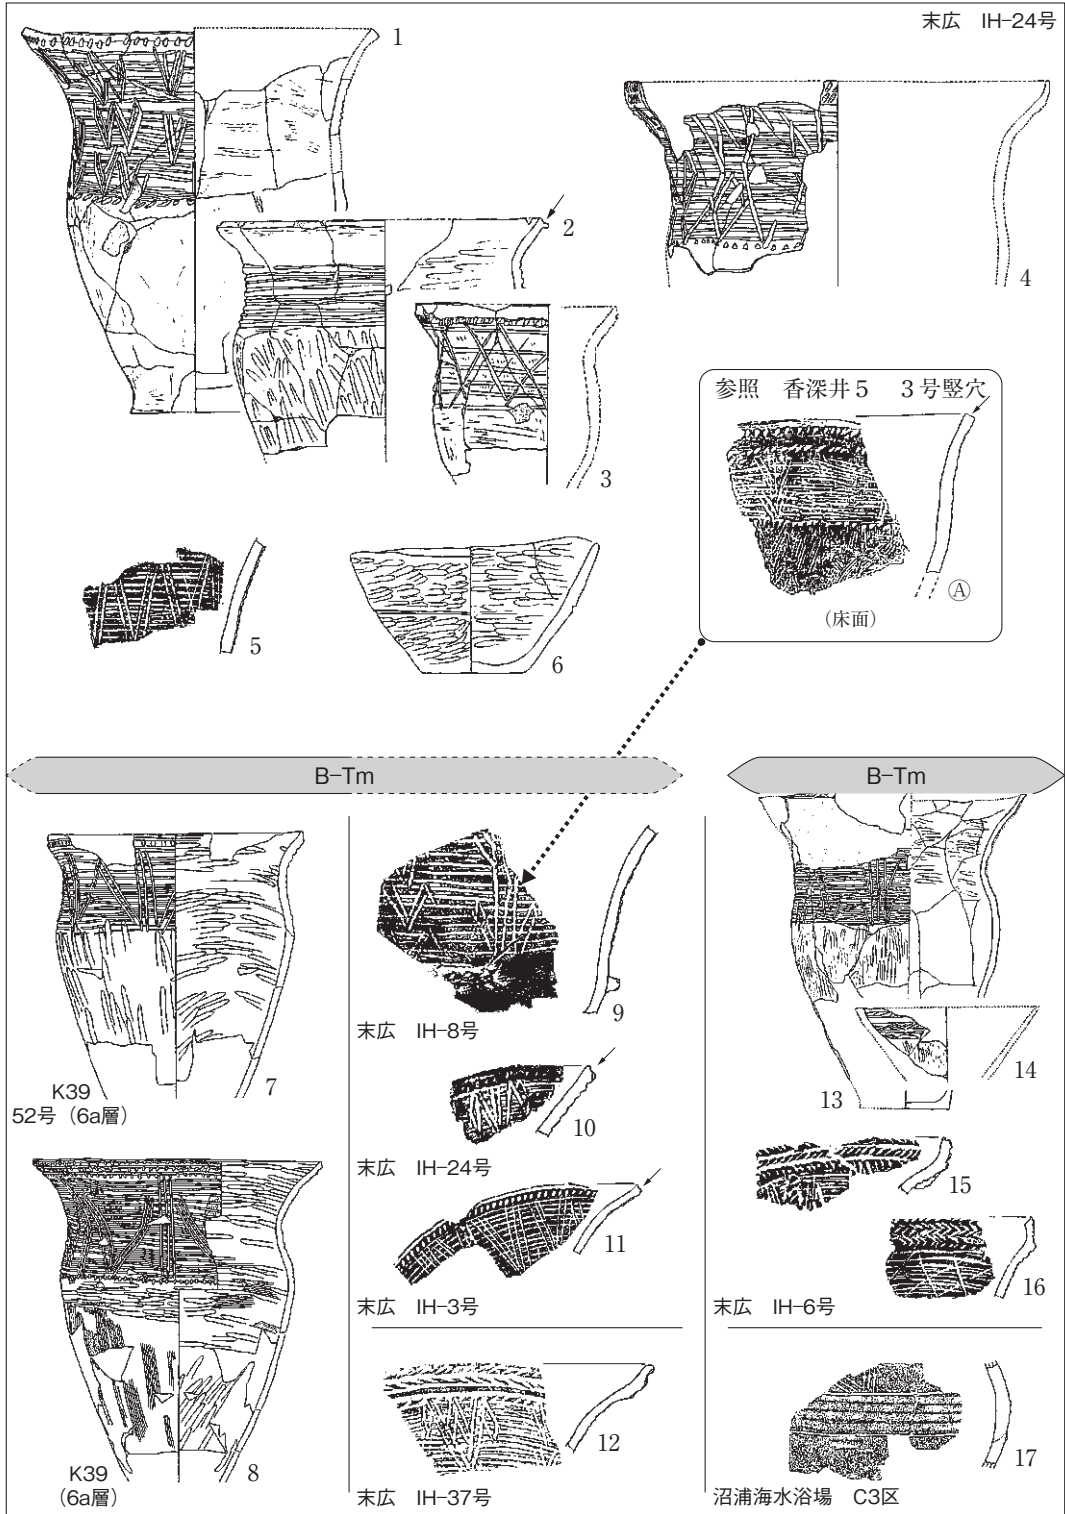 末広 IH-24号
1
2
3
4
参照 香深井5 3号竪穴
Ⓐ
(床面)
5
6
B-Tm
B-Tm
K39
52号 (6a層)
7
9
末広 IH-8号
10
末広 IH-24号
11
末広 IH-3号
13
14
15
16
末広 IH-6号
K39
(6a層)
8
12
末広 IH-37号
17
沼浦海水浴場 C3区